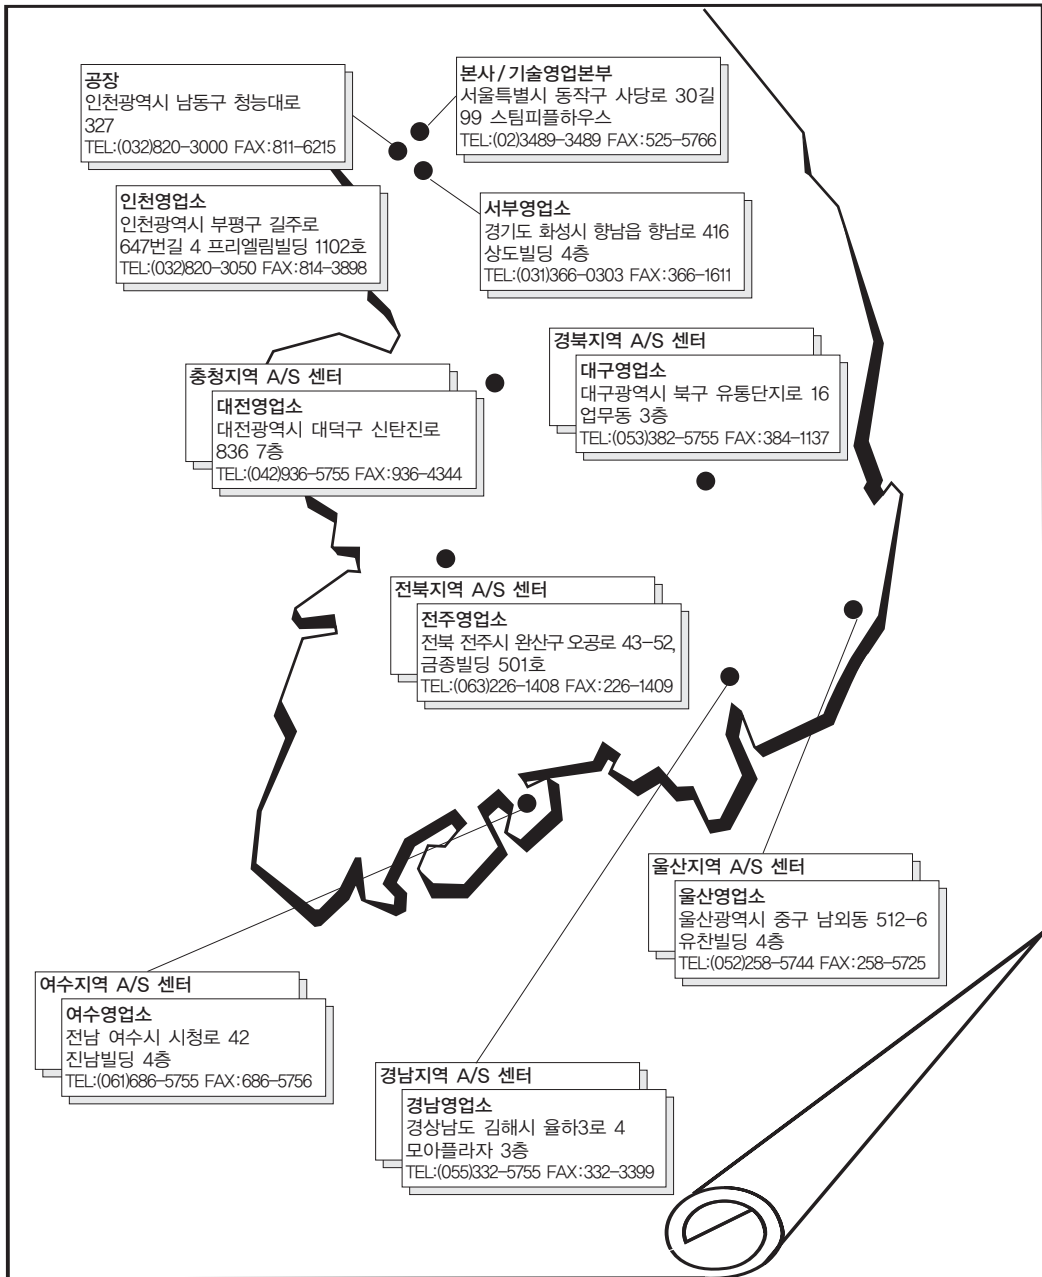 공장
인천광역시 남동구 청능대로
327
TEL:(032)820-3000 FAX:811-6215
본사/기술영업본부
서울특별시 동작구 사당로 30길
99 스팀피플하우스
TEL:(02)3489-3489 FAX:525-5766
인천영업소
인천광역시 부평구 길주로
647번길 4 프리엘림빌딩 1102호
TEL:(032)820-3050 FAX:814-3898
서부영업소
경기도 화성시 향남읍 향남로 416
상도빌딩 4층
TEL:(031)366-0303 FAX:366-1611
충청지역 A/S 센터
대전영업소
대전광역시 대덕구 신탄진로
836 7층
TEL:(042)936-5755 FAX:936-4344
경북지역 A/S 센터
대구영업소
대구광역시 북구 유통단지로 16
업무동 3층
TEL:(053)382-5755 FAX:384-1137
전북지역 A/S 센터
전주영업소
전북 전주시 완산구 오공로 43-52,
금종빌딩 501호
TEL:(063)226-1408 FAX:226-1409
울산지역 A/S 센터
울산영업소
울산광역시 중구 남외동 512-6
유찬빌딩 4층
TEL:(052)258-5744 FAX:258-5725
여수지역 A/S 센터
여수영업소
전남 여수시 시청로 42
진남빌딩 4층
TEL:(061)686-5755 FAX:686-5756
경남지역 A/S 센터
경남영업소
경상남도 김해시 율하3로 4
모아플라자 3층
TEL:(055)332-5755 FAX:332-3399